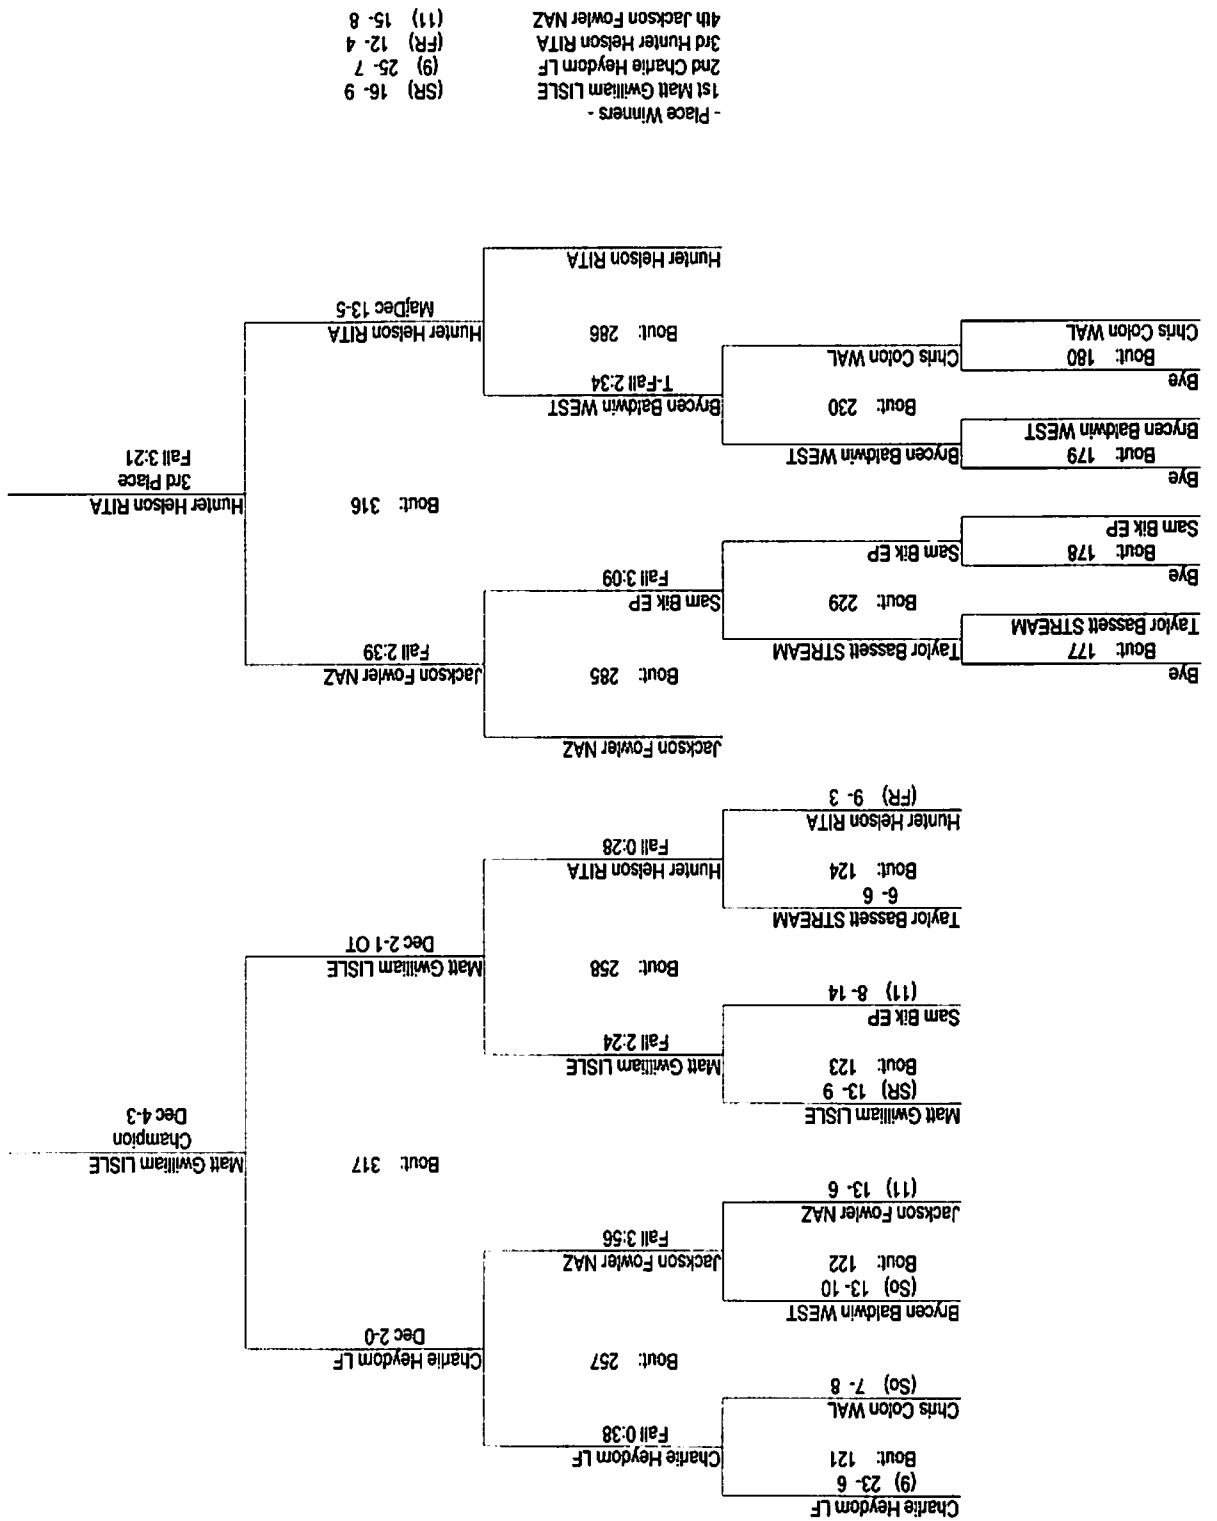 Charlie Heydom LF
(9) 23- 6
Bout: 121
Charlie Heydom LF
Fall 0:38
Chris Colon WAL
(So) 7- 8
Bout: 257
Charlie Heydom LF
Dec 2-0
Brycen Baldwin WEST
(So) 13-10
Bout: 122
Jackson Fowler NAZ
Fall 3:56
Jackson Fowler NAZ
(11) 13- 6
Bout: 317
Matt Gwilliam LISLE
Champion
Dec 4-3
Matt Gwilliam LISLE
(SR) 13- 9
Bout: 123
Matt Gwilliam LISLE
Fall 2:24
Sam Bik EP
(11) 8-14
Bout: 258
Matt Gwilliam LISLE
Dec 2-1 OT
Taylor Bassett STREAM
6- 6
Bout: 124
Hunter Helson RITA
Fall 0:28
Hunter Helson RITA
(FR) 9- 3
Jackson Fowler NAZ
Bye
Bout: 177
Taylor Bassett STREAM
Taylor Bassett STREAM
Bout: 285
Jackson Fowler NAZ
Fall 2:39
Bout: 229
Sam Bik EP
Fall 3:09
Bye
Bout: 178
Sam Bik EP
Sam Bik EP
Bout: 316
Hunter Helson RITA
3rd Place
Fall 3:21
Bye
Bout: 179
Brycen Baldwin WEST
Brycen Baldwin WEST
Bout: 230
Brycen Baldwin WEST
T-Fall 2:34
Bye
Bout: 180
Chris Colon WAL
Chris Colon WAL
Bout: 286
Hunter Helson RITA
MajDec 13-5
Hunter Helson RITA
- Place Winners -
1st Matt Gwilliam LISLE (SR) 16- 9
2nd Charlie Heydom LF (9) 25- 7
3rd Hunter Helson RITA (FR) 12- 4
4th Jackson Fowler NAZ (11) 15- 8